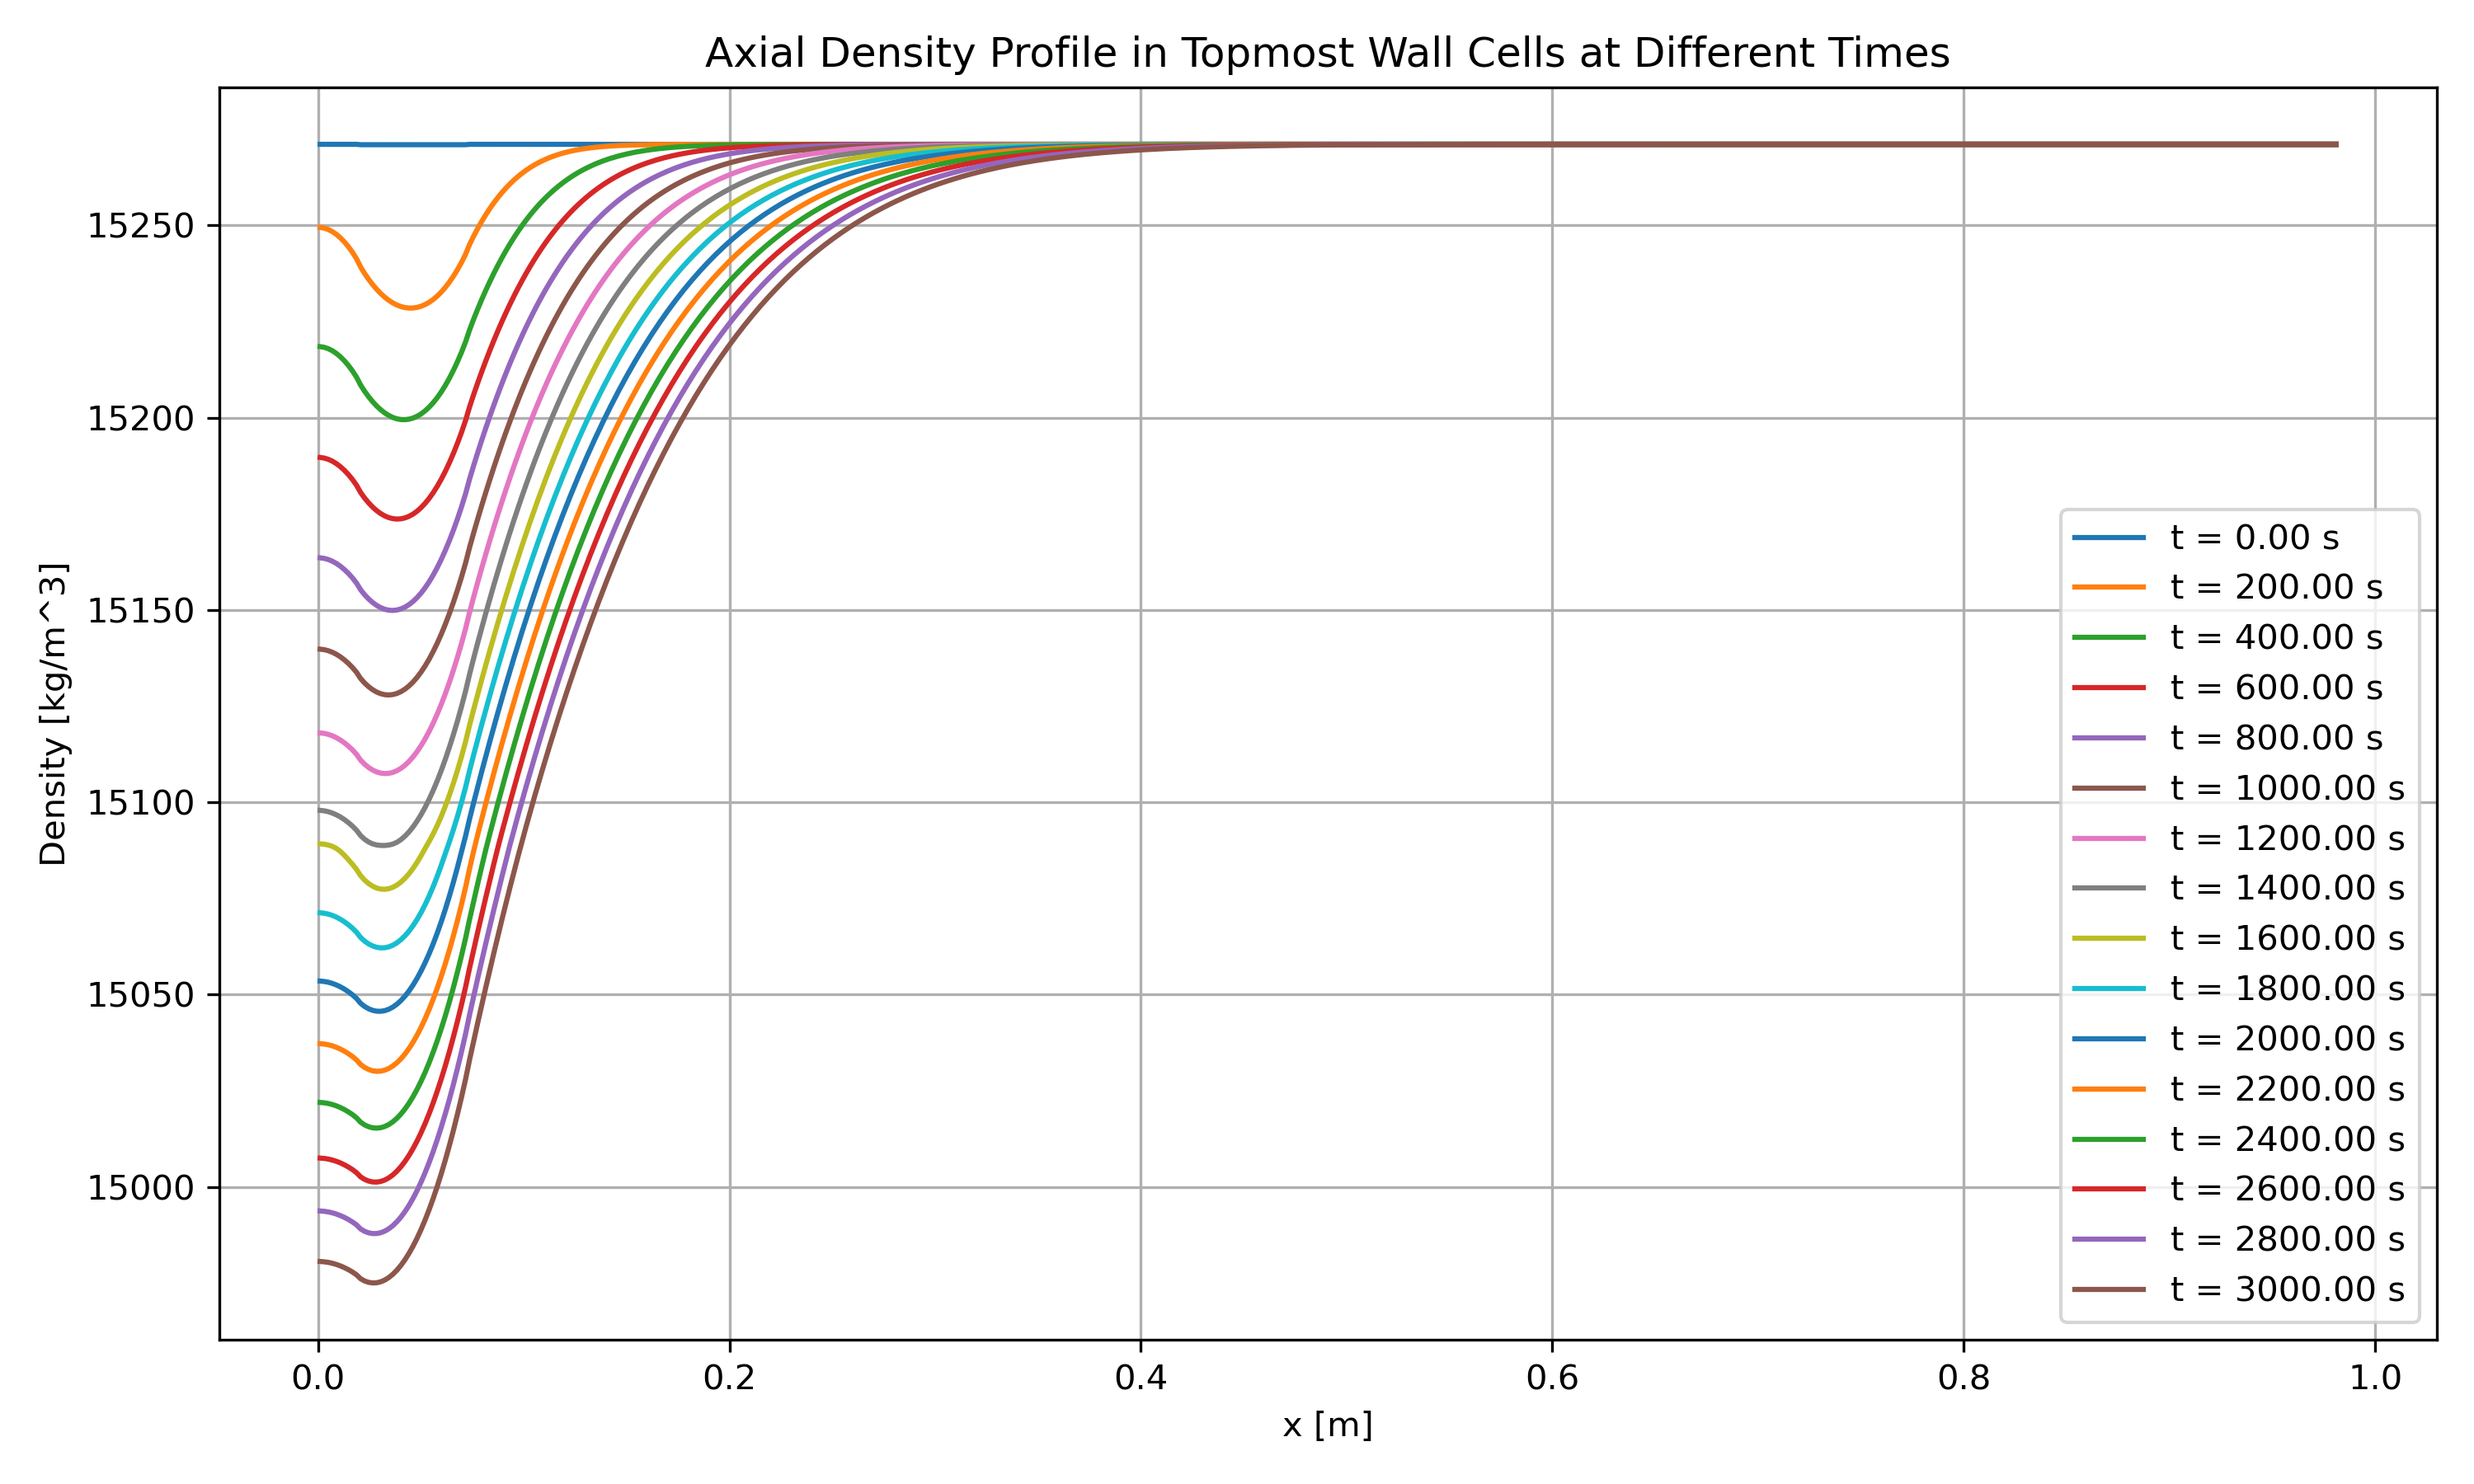 Axial Density Profile in Topmost Wall Cells at Different Times
Density [kg/m^3]
15250
15200
15150
15100
15050
15000
t = 0.00 s
t = 200.00 s
t = 400.00 s
t = 600.00 s
t = 800.00 s
t = 1000.00 s
t = 1200.00 s
t = 1400.00 s
t = 1600.00 s
t = 1800.00 s
t = 2000.00 s
t = 2200.00 s
t = 2400.00 s
t = 2600.00 s
t = 2800.00 s
t = 3000.00 s
0.0 0.2 0.4 0.6 0.8 1.0
x [m]